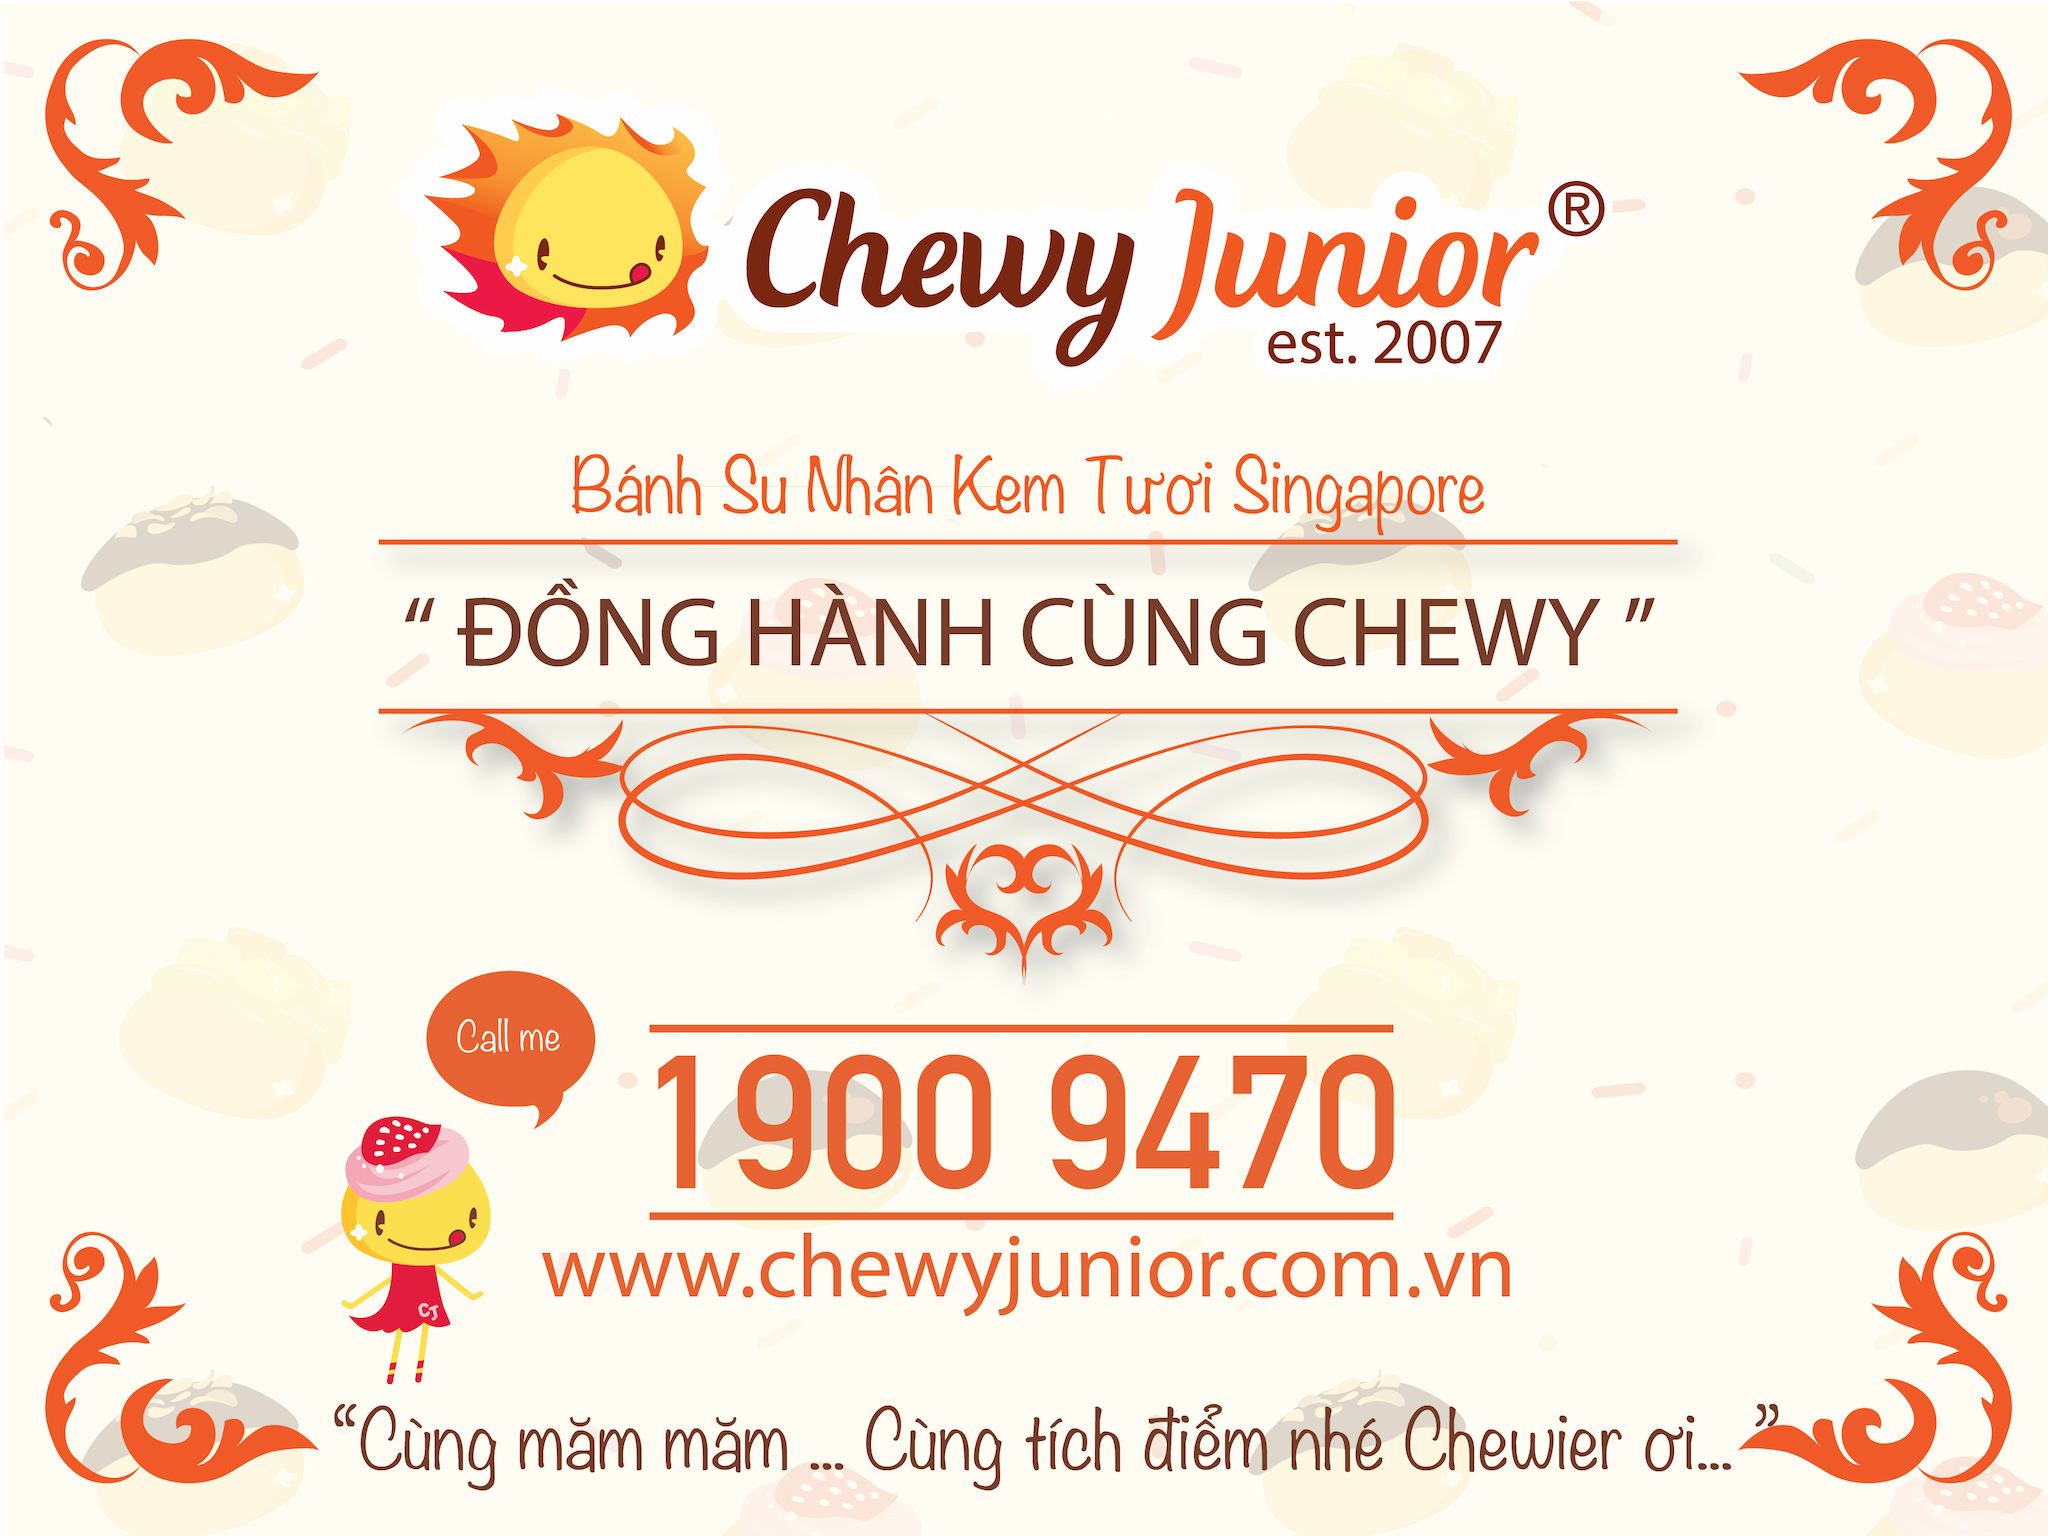 Chewy Junior®
est. 2007
Bánh Su Nhân Kem Tươi Singapore
“ ĐỒNG HÀNH CÙNG CHEWY ”
Call me
1900 9470
www.chewyjunior.com.vn
CJ
“Cùng măm măm ... Cùng tích điểm nhé Chewier ơi...”